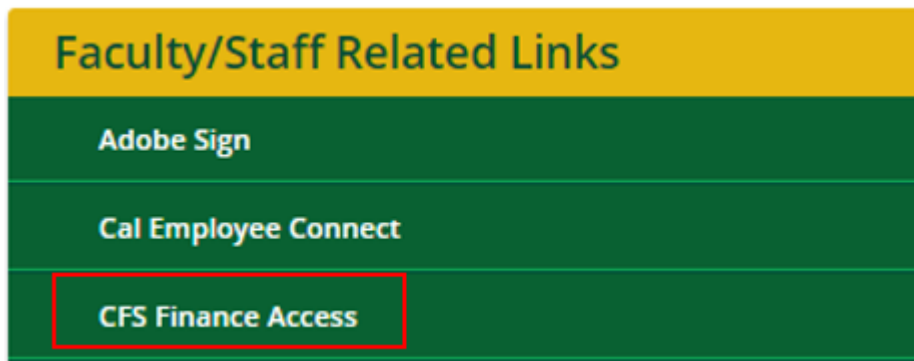 Faculty/Staff Related Links
Adobe Sign
Cal Employee Connect
CFS Finance Access